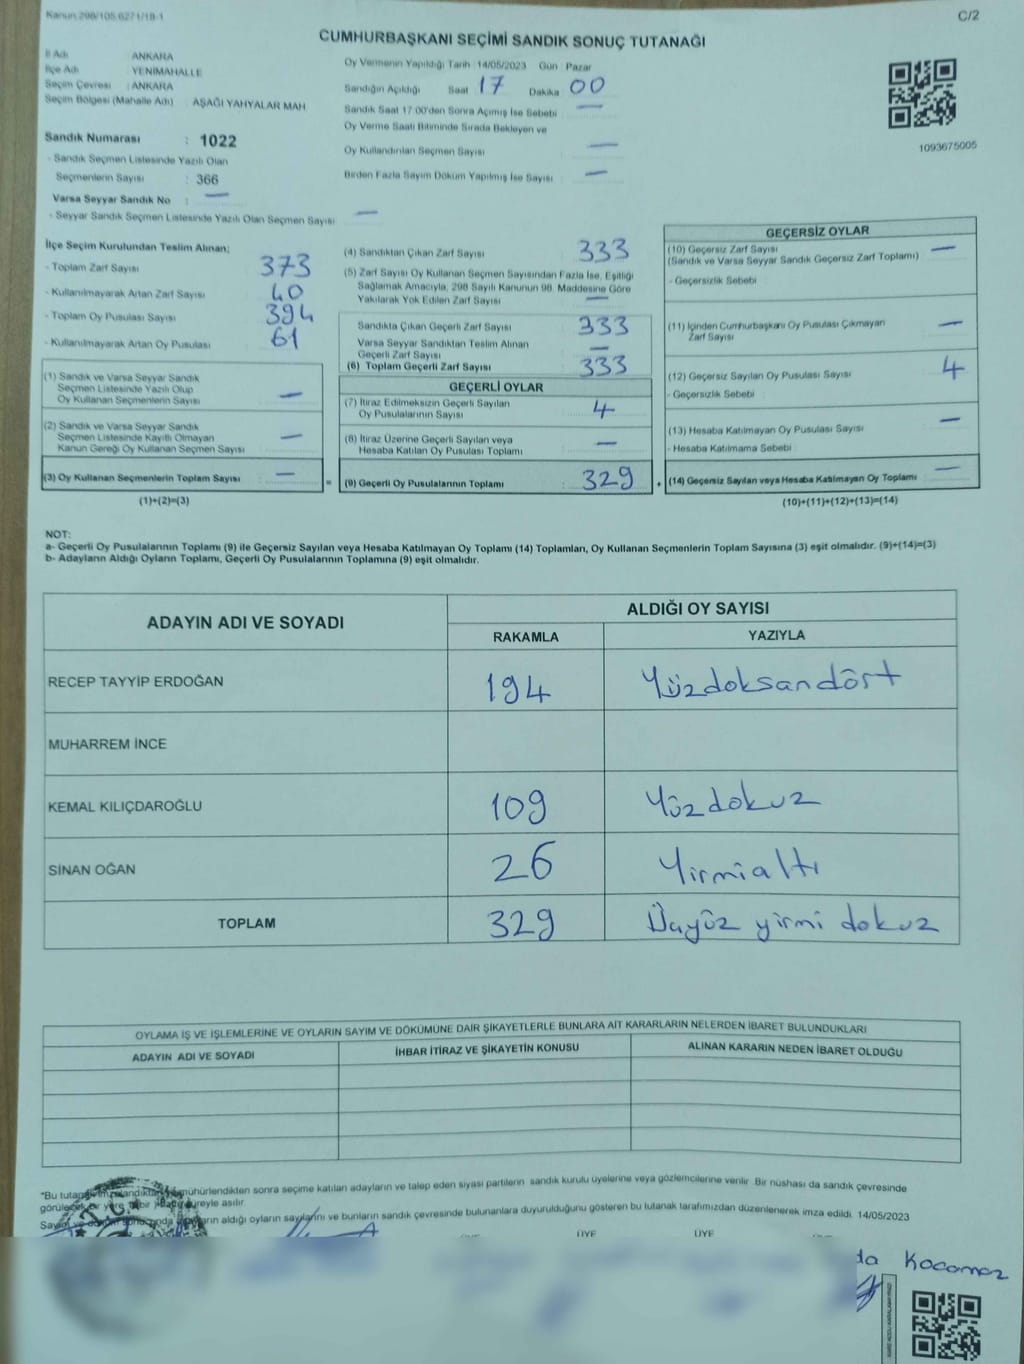 Kanun 298/105.6271/18-1
C/2
CUMHURBAŞKANI SEÇİMİ SANDIK SONUÇ TUTANAĞI
İl Adı : ANKARA
İlçe Adı : YENİMAHALLE
Seçim Çevresi : ANKARA
Seçim Bölgesi (Mahalle Adı) : AŞAĞI YAHYALAR MAH
Sandık Numarası : 1022
- Sandık Seçmen Listesinde Yazılı Olan
Seçmenlerin Sayısı : 366
Varsa Seyyar Sandık No : —
- Seyyar Sandık Seçmen Listesinde Yazılı Olan Seçmen Sayısı : —
Oy Vermenin Yapıldığı Tarih 14/05/2023 Gün Pazar
Sandığın Açıldığı Saat 17 Dakika 00
Sandık Saat 17:00'den Sonra Açılmış İse Sebebi : —
Oy Verme Saati Bitiminde Sırada Bekleyen ve
Oy Kullandırılan Seçmen Sayısı : —
Birden Fazla Sayım Döküm Yapılmış İse Sayısı : —
1093675005
İlçe Seçim Kurulundan Teslim Alınan;
- Toplam Zarf Sayısı : 373
- Kullanılmayarak Artan Zarf Sayısı : 40
- Toplam Oy Pusulası Sayısı : 394
- Kullanılmayarak Artan Oy Pusulası : 61
(1) Sandık ve Varsa Seyyar Sandık
Seçmen Listesinde Yazılı Olup
Oy Kullanan Seçmenlerin Sayısı : —
(2) Sandık ve Varsa Seyyar Sandık
Seçmen Listesinde Kayıtlı Olmayan
Kanun Gereği Oy Kullanan Seçmen Sayısı : —
(3) Oy Kullanan Seçmenlerin Toplam Sayısı : —
(1)+(2)=(3)
(4) Sandıktan Çıkan Zarf Sayısı : 333
(5) Zarf Sayısı Oy Kullanan Seçmen Sayısından Fazla İse, Eşitliği
Sağlamak Amacıyla, 298 Sayılı Kanunun 98. Maddesine Göre
Yakılarak Yok Edilen Zarf Sayısı : —
Sandıkta Çıkan Geçerli Zarf Sayısı : 333
Varsa Seyyar Sandıktan Teslim Alınan
Geçerli Zarf Sayısı : —
(6) Toplam Geçerli Zarf Sayısı : 333
GEÇERLİ OYLAR
(7) İtiraz Edilmeksizin Geçerli Sayılan
Oy Pusulalarının Sayısı : 4
(8) İtiraz Üzerine Geçerli Sayılan veya
Hesaba Katılan Oy Pusulası Toplamı : —
= (9) Geçerli Oy Pusulalarının Toplamı : 329 +
GEÇERSİZ OYLAR
(10) Geçersiz Zarf Sayısı : —
(Sandık ve Varsa Seyyar Sandık Geçersiz Zarf Toplamı)
- Geçersizlik Sebebi :
(11) İçinden Cumhurbaşkanı Oy Pusulası Çıkmayan
Zarf Sayısı : —
(12) Geçersiz Sayılan Oy Pusulası Sayısı : 4
- Geçersizlik Sebebi :
(13) Hesaba Katılmayan Oy Pusulası Sayısı : —
- Hesaba Katılmama Sebebi :
(14) Geçersiz Sayılan veya Hesaba Katılmayan Oy Toplamı : —
(10)+(11)+(12)+(13)=(14)
NOT:
a- Geçerli Oy Pusulalarının Toplamı (9) ile Geçersiz Sayılan veya Hesaba Katılmayan Oy Toplamı (14) Toplamları, Oy Kullanan Seçmenlerin Toplam Sayısına (3) eşit olmalıdır. (9)+(14)=(3)
b- Adayların Aldığı Oyların Toplamı, Geçerli Oy Pusulalarının Toplamına (9) eşit olmalıdır.
ADAYIN ADI VE SOYADI
ALDIĞI OY SAYISI
RAKAMLA YAZIYLA
RECEP TAYYİP ERDOĞAN 194 Yüzdoksandört
MUHARREM İNCE
KEMAL KILIÇDAROĞLU 109 Yüzdokuz
SİNAN OĞAN 26 Yirmialtı
TOPLAM 329 Üçyüz yirmi dokuz
OYLAMA İŞ VE İŞLEMLERİNE VE OYLARIN SAYIM VE DÖKÜMÜNE DAİR ŞİKAYETLERLE BUNLARA AİT KARARLARIN NELERDEN İBARET BULUNDUKLARI
ADAYIN ADI VE SOYADI İHBAR İTİRAZ VE ŞİKAYETİN KONUSU ALINAN KARARIN NEDEN İBARET OLDUĞU
*Bu mühürlendikten sonra seçime katılan adayların ve talep eden siyasi partilerin sandık kurulu üyelerine veya gözlemcilerine verilir. Bir nüshası da sandık çevresinde
görülecek bir yere bir süreyle asılır.
aldığı oyların sayılarını ve bunların sandık çevresinde bulunanlara duyurulduğunu gösteren bu tutanak tarafımızdan düzenlenerek imza edildi. 14/05/2023
ÜYE ÜYE
da Kocamaz